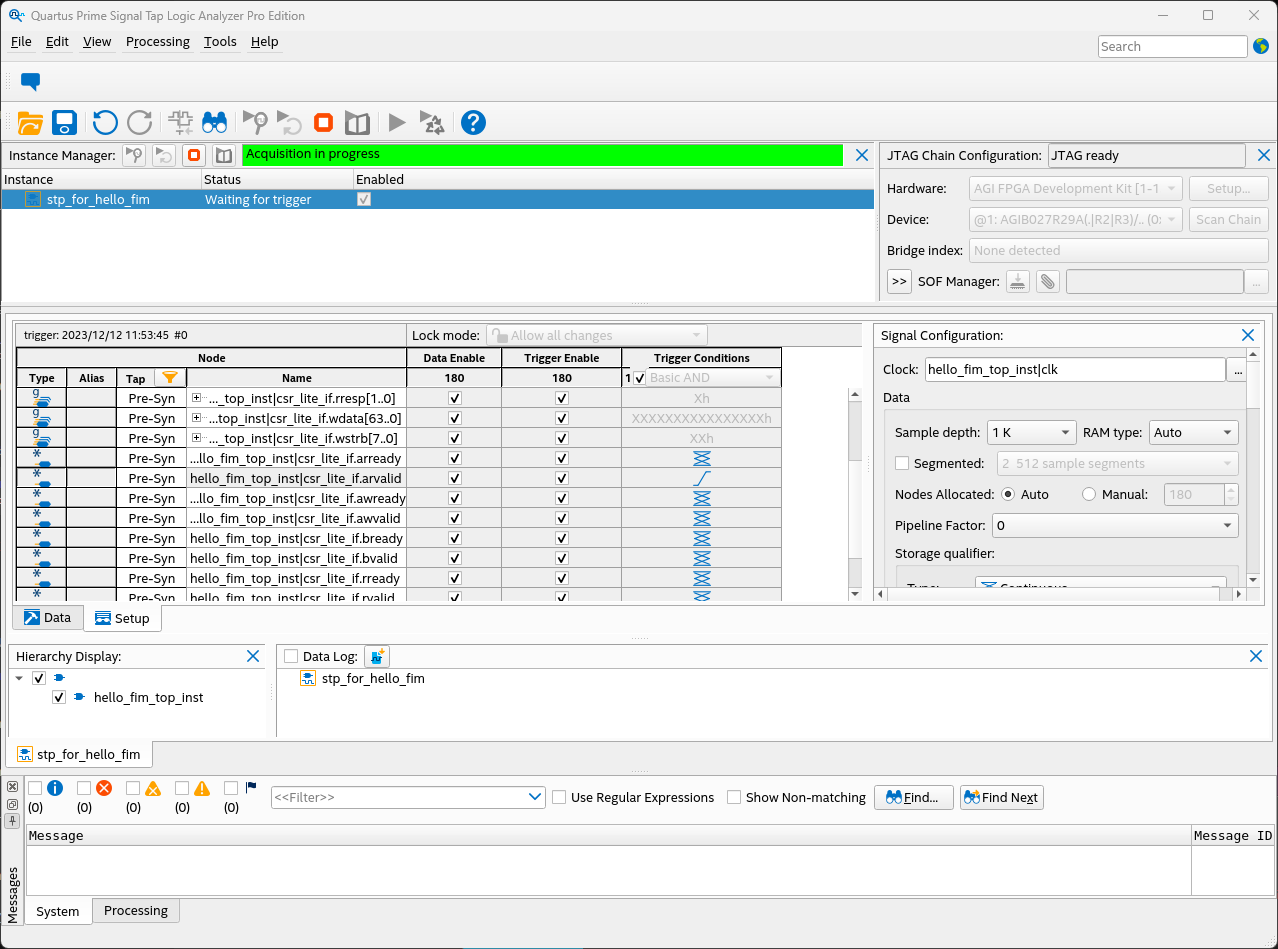 Quartus Prime Signal Tap Logic Analyzer Pro Edition
File Edit View Processing Tools Help
Search
Instance Manager: Acquisition in progress
Instance Status Enabled
stp_for_hello_fim Waiting for trigger
JTAG Chain Configuration: JTAG ready
Hardware: AGI FPGA Development Kit [1-1 Setup...
Device: @1: AGIB027R29A(.|R2|R3)/.. (0x Scan Chain
Bridge index: None detected
>> SOF Manager: ...
trigger: 2023/12/12 11:53:45 #0 Lock mode: Allow all changes
Node Data Enable Trigger Enable Trigger Conditions
Type Alias Tap Name 180 180 1 Basic AND
Pre-Syn ..._top_inst|csr_lite_if.rresp[1..0] Xh
Pre-Syn ...top_inst|csr_lite_if.wdata[63..0] XXXXXXXXXXXXXXXXh
Pre-Syn ..._top_inst|csr_lite_if.wstrb[7..0] XXh
Pre-Syn ...llo_fim_top_inst|csr_lite_if.arready
Pre-Syn hello_fim_top_inst|csr_lite_if.arvalid
Pre-Syn ...llo_fim_top_inst|csr_lite_if.awready
Pre-Syn ...llo_fim_top_inst|csr_lite_if.awvalid
Pre-Syn hello_fim_top_inst|csr_lite_if.bready
Pre-Syn hello_fim_top_inst|csr_lite_if.bvalid
Pre-Syn hello_fim_top_inst|csr_lite_if.rready
Pre-Syn hello_fim_top_inst|csr_lite_if.rvalid
Data Setup
Signal Configuration:
Clock: hello_fim_top_inst|clk ...
Data
Sample depth: 1 K RAM type: Auto
Segmented: 2 512 sample segments
Nodes Allocated: Auto Manual: 180
Pipeline Factor: 0
Storage qualifier:
Type: Continuous
Hierarchy Display:
hello_fim_top_inst
Data Log:
stp_for_hello_fim
stp_for_hello_fim
(0) (0) (0) (0) (0)
<<Filter>> Use Regular Expressions Show Non-matching Find... Find Next
Message Message ID
Messages
System Processing